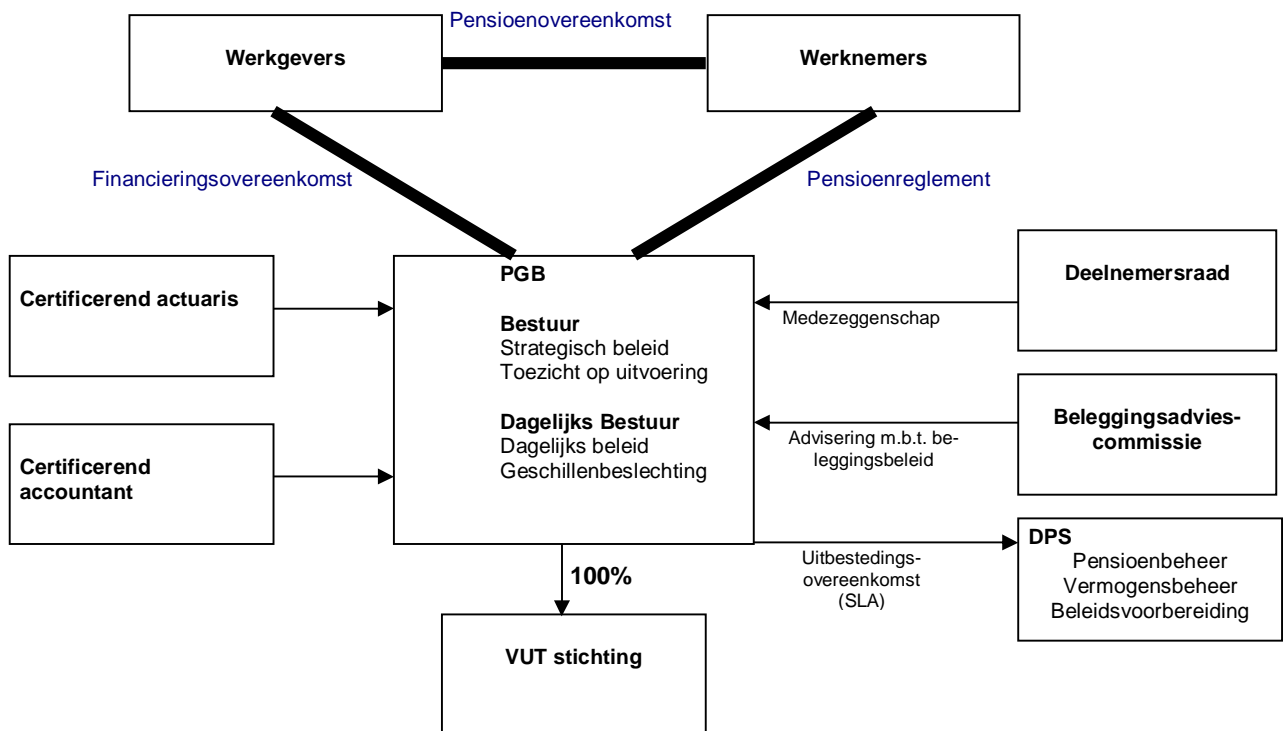 Pensioenovereenkomst
Werkgevers
Werknemers
Financieringsovereenkomst
Pensioenreglement
Certificerend actuaris
PGB
Bestuur
Strategisch beleid
Toezicht op uitvoering
Dagelijks Bestuur
Dagelijks beleid
Geschillenbeslechting
Deelnemersraad
Medezeggenschap
Beleggingsadvies-
commissie
Advisering m.b.t. be-
leggingsbeleid
Certificerend
accountant
DPS
Pensioenbeheer
Vermogensbeheer
Beleidsvoorbereiding
Uitbestedings-
overeenkomst
(SLA)
100%
VUT stichting